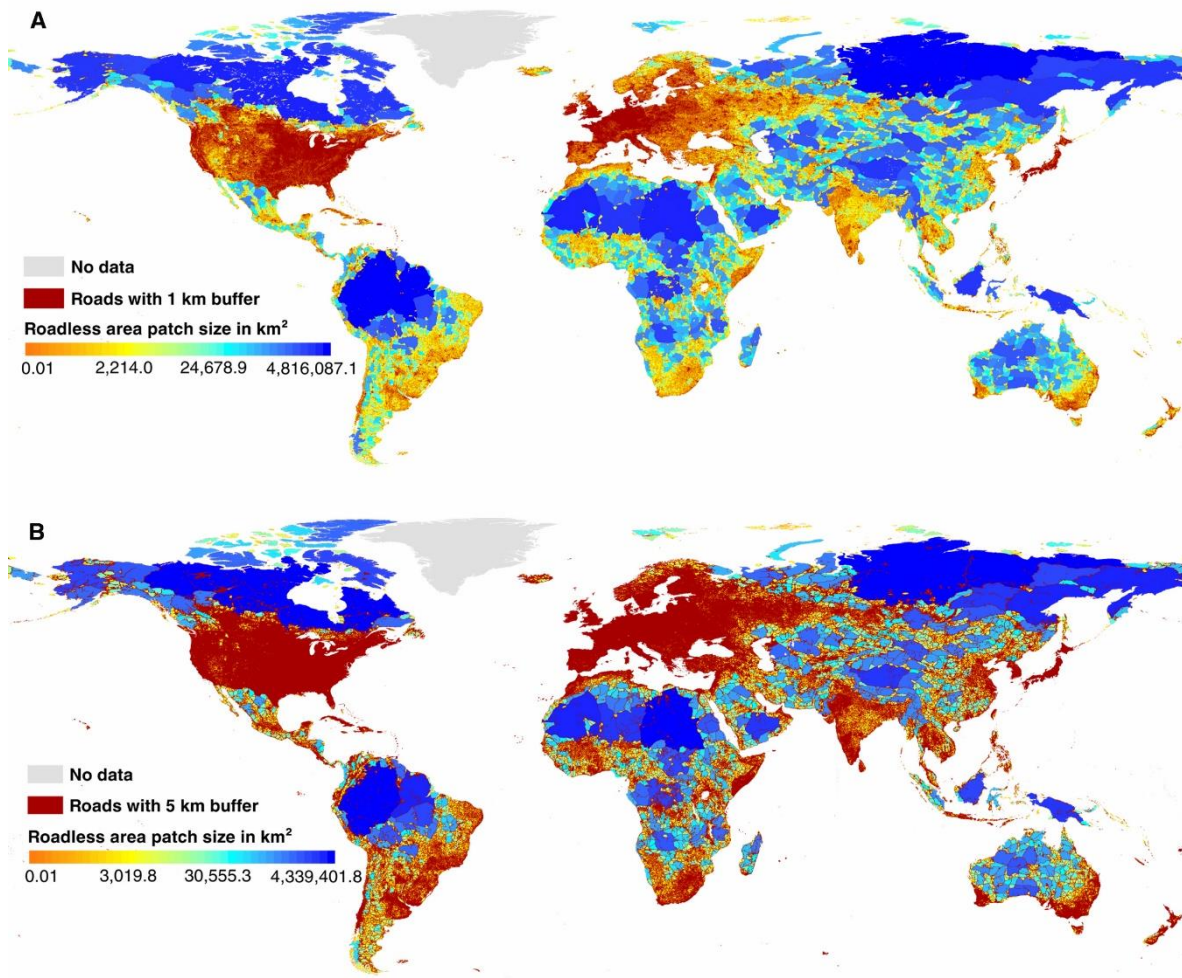 A
No data
Roads with 1 km buffer
Roadless area patch size in km²
0.01 2,214.0 24,678.9 4,816,087.1
B
No data
Roads with 5 km buffer
Roadless area patch size in km²
0.01 3,019.8 30,555.3 4,339,401.8